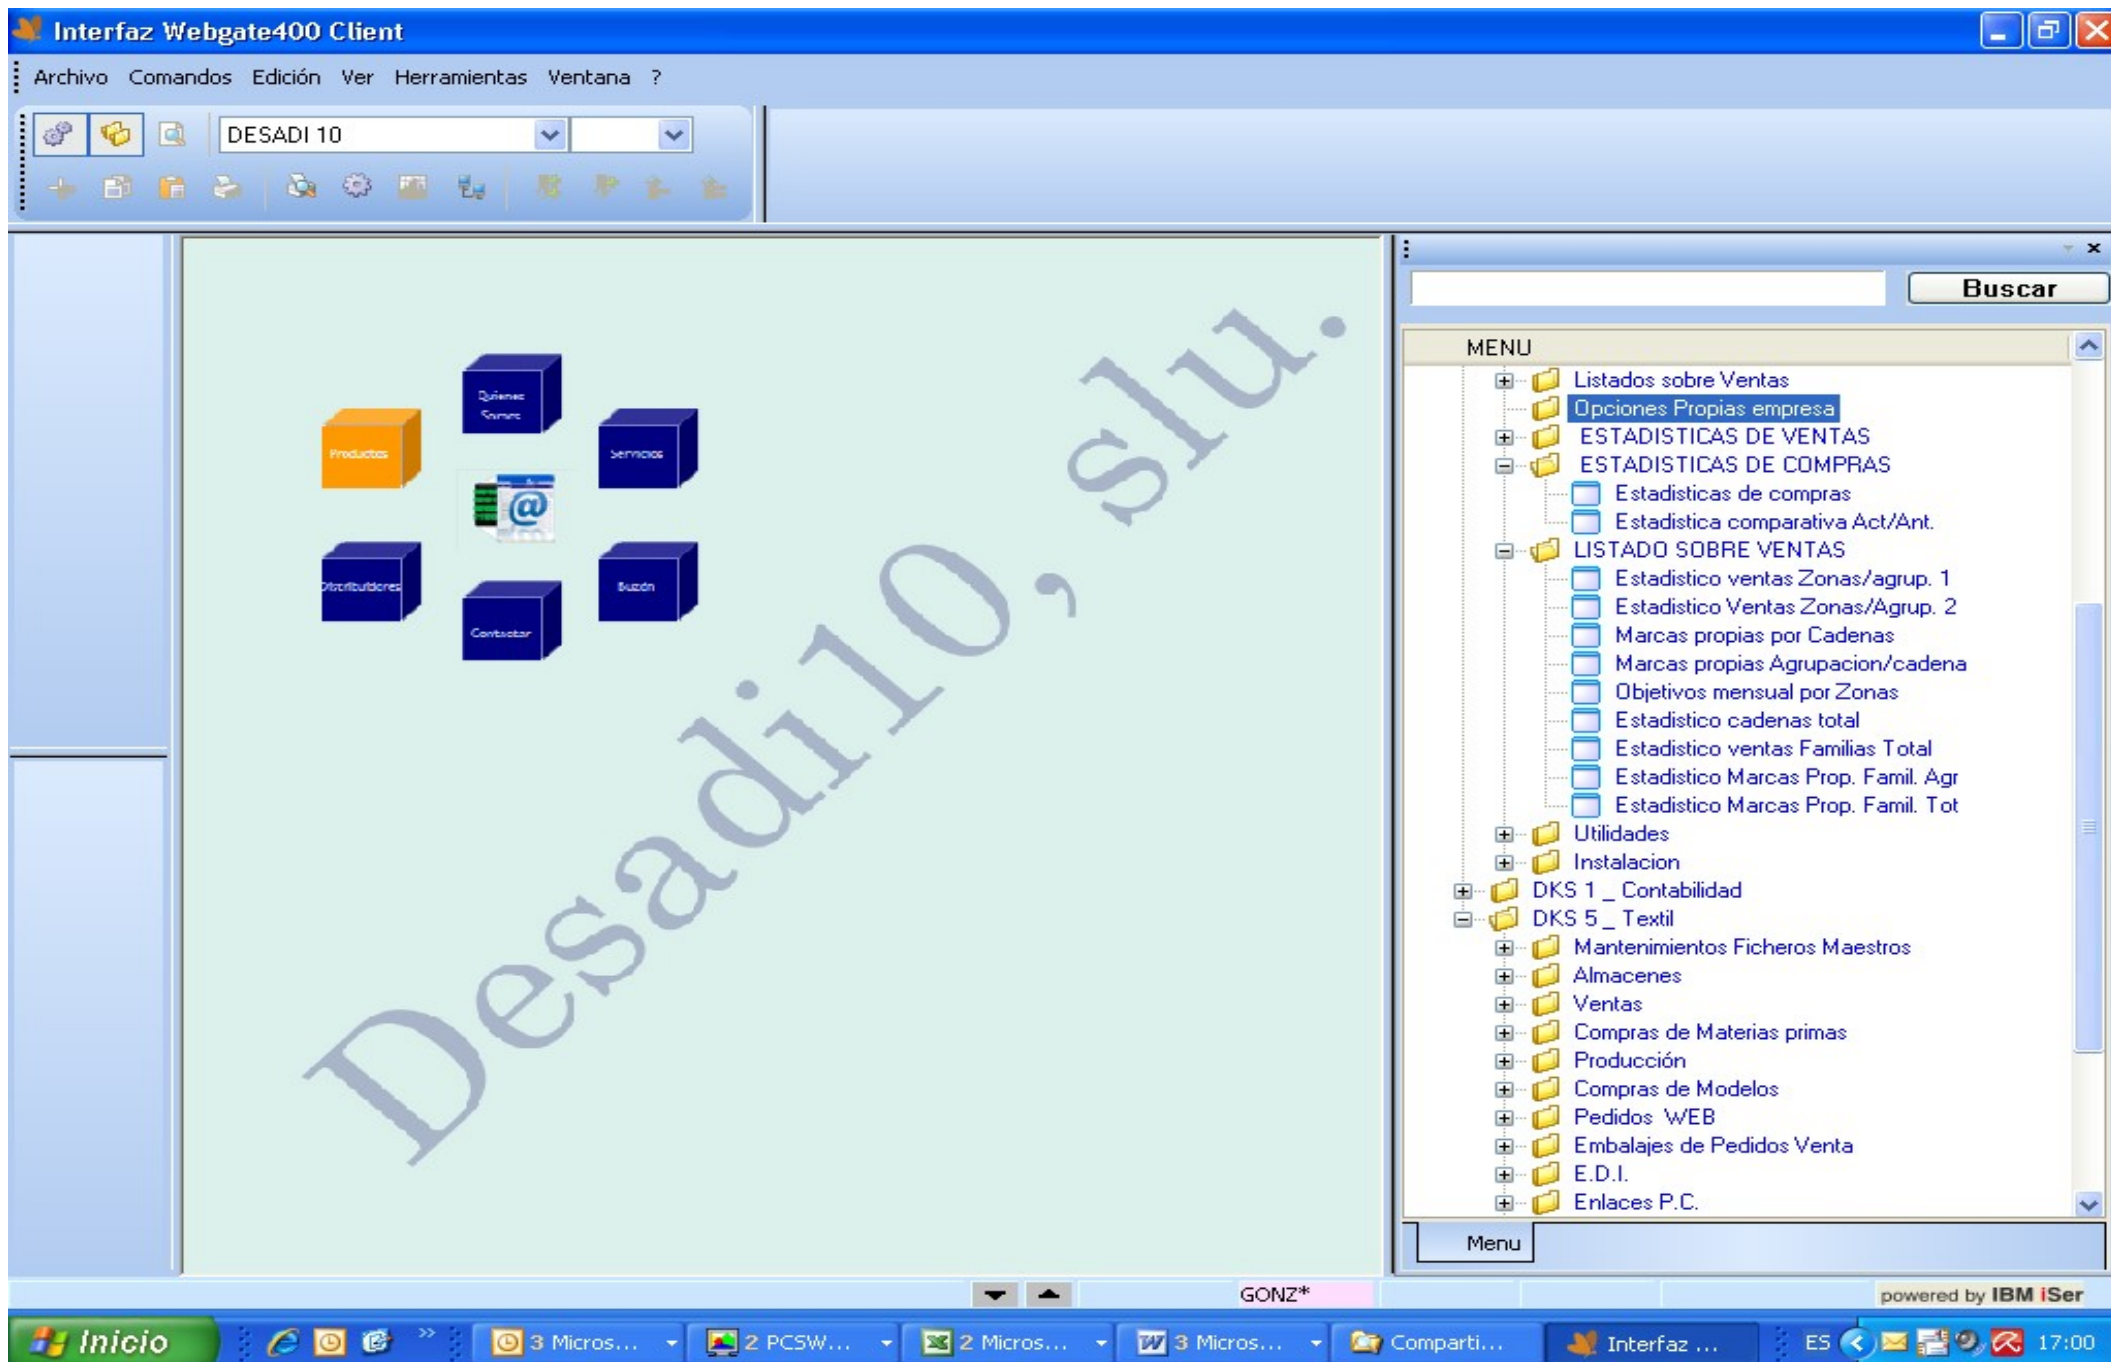 Interfaz Webgate400 Client
Archivo Comandos Edición Ver Herramientas Ventana ?
DESADI 10
Quienes
Somos
Productos
Servicios
Distribuidores
Buzón
Contactar
Desadi10, slu.
Buscar
MENU
Listados sobre Ventas
Opciones Propias empresa
ESTADISTICAS DE VENTAS
ESTADISTICAS DE COMPRAS
Estadisticas de compras
Estadistica comparativa Act/Ant.
LISTADO SOBRE VENTAS
Estadistico ventas Zonas/agrup. 1
Estadistico Ventas Zonas/Agrup. 2
Marcas propias por Cadenas
Marcas propias Agrupacion/cadena
Objetivos mensual por Zonas
Estadistico cadenas total
Estadistico ventas Familias Total
Estadistico Marcas Prop. Famil. Agr
Estadistico Marcas Prop. Famil. Tot
Utilidades
Instalacion
DKS 1 _ Contabilidad
DKS 5 _ Textil
Mantenimientos Ficheros Maestros
Almacenes
Ventas
Compras de Materias primas
Producción
Compras de Modelos
Pedidos WEB
Embalajes de Pedidos Venta
E.D.I.
Enlaces P.C.
Menu
GONZ*
powered by IBM iSer
Inicio
3 Micros...
2 PCSW...
2 Micros...
3 Micros...
Comparti...
Interfaz ...
ES
17:00